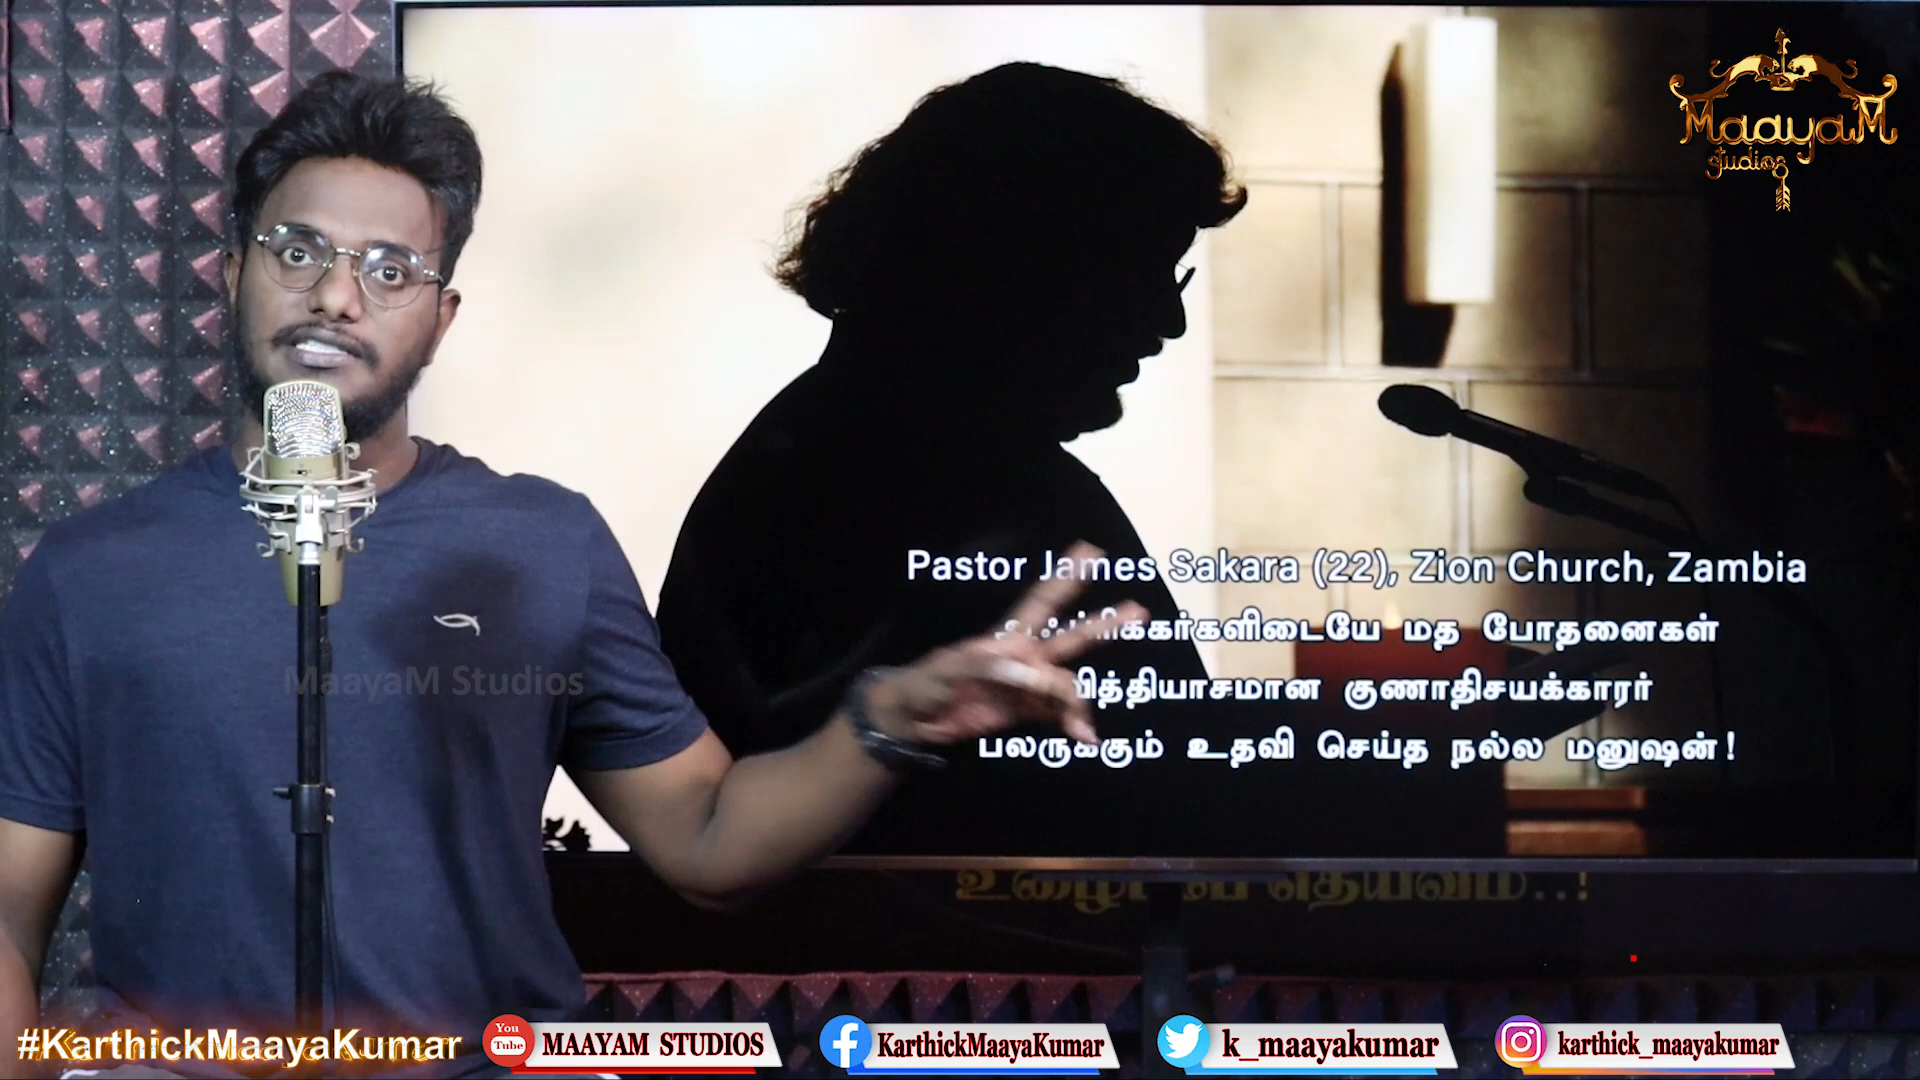 MaayaM
studios
Pastor James Sakara (22), Zion Church, Zambia
மத போதனைகள்
குணாதிசயக்காரர்
பலருக்கும் உதவி செய்த நல்ல மனுஷன்!
MaayaM Studios
#KarthickMaayaKumar
You
Tube
MAAYAM STUDIOS
KarthickMaayaKumar
k_maayakumar
karthick_maayakumar